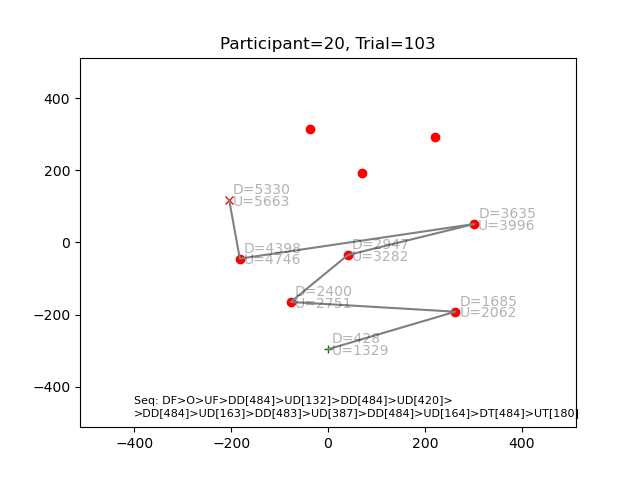 Participant=20, Trial=103
400
200
0
−200
−400
D=5330
U=5663
D=3635
U=3996
D=4398
U=4746
D=2947
U=3282
D=2400
U=2751
D=1685
U=2062
D=428
U=1329
Seq: DF>O>UF>DD[484]>UD[132]>DD[484]>UD[420]>
>DD[484]>UD[163]>DD[483]>UD[387]>DD[484]>UD[164]>DT[484]>UT[180]
−400 −200 0 200 400